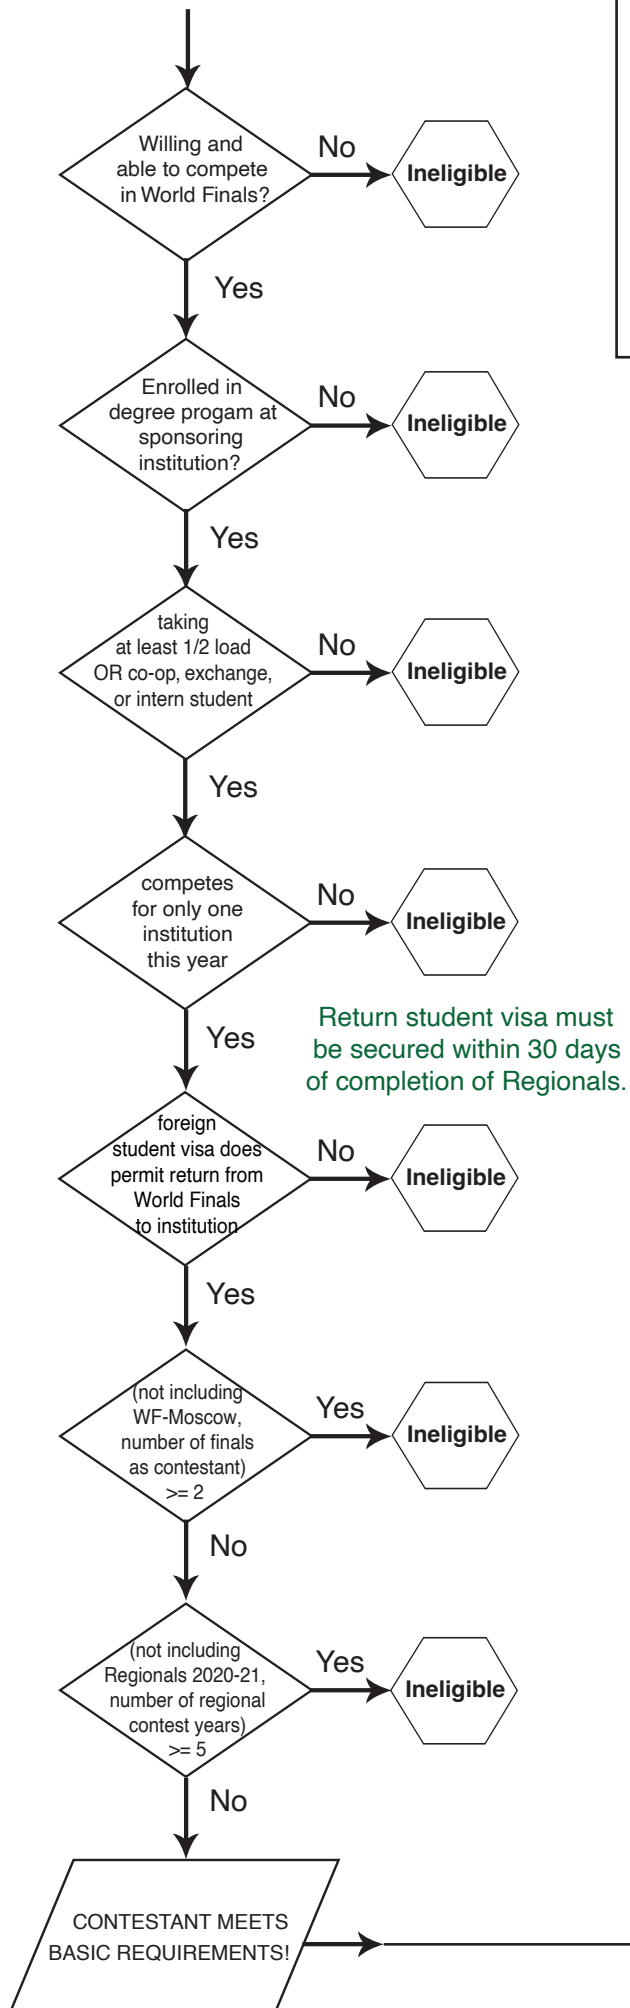 Willing and
able to compete
in World Finals?
No
Ineligible
Yes
Enrolled in
degree progam at
sponsoring
institution?
No
Ineligible
Yes
taking
at least 1/2 load
OR co-op, exchange,
or intern student
No
Ineligible
Yes
competes
for only one
institution
this year
No
Ineligible
Yes
Return student visa must
be secured within 30 days
of completion of Regionals.
foreign
student visa does
permit return from
World Finals
to institution
No
Ineligible
Yes
(not including
WF-Moscow,
number of finals
as contestant)
>= 2
Yes
Ineligible
No
(not including
Regionals 2020-21,
number of regional
contest years)
>= 5
Yes
Ineligible
No
CONTESTANT MEETS
BASIC REQUIREMENTS!